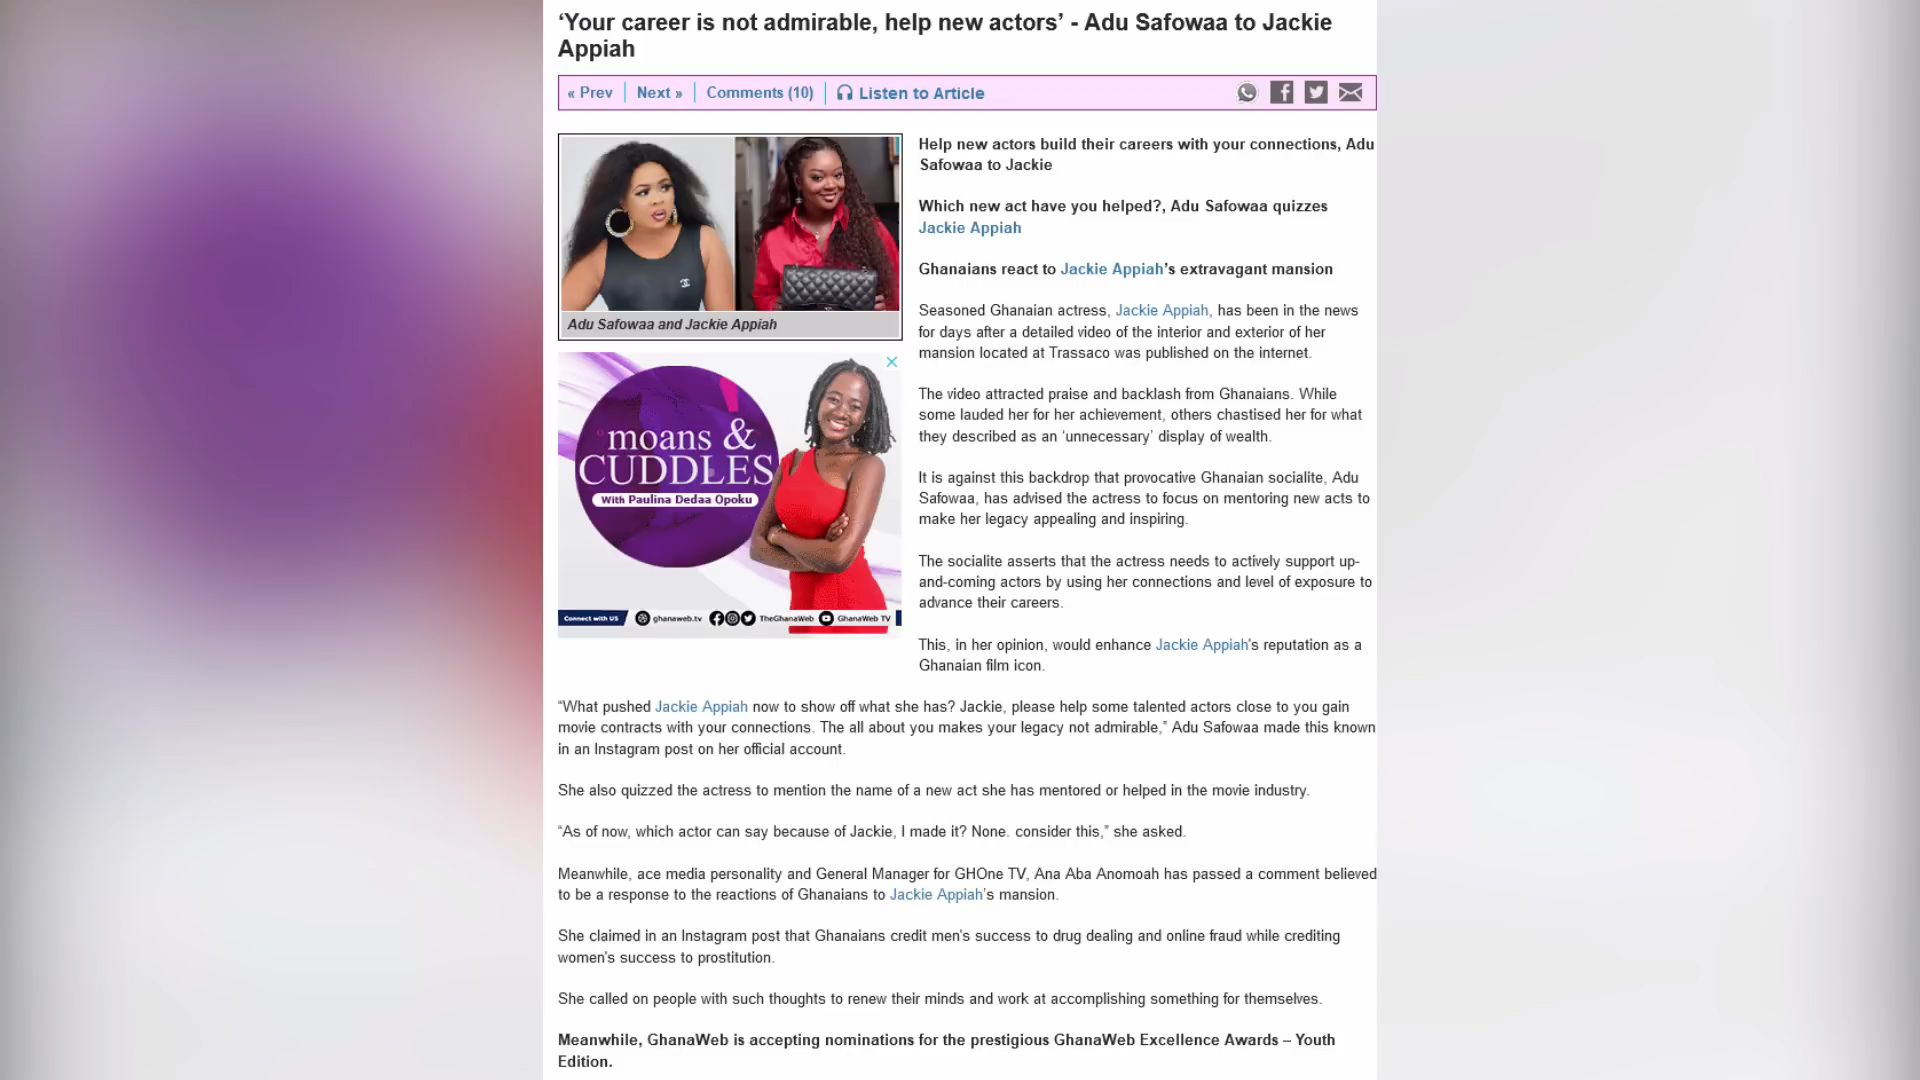 ‘Your career is not admirable, help new actors’ - Adu Safowaa to Jackie
Appiah
« Prev
Next »
Comments (10)
Listen to Article
Adu Safowaa and Jackie Appiah
moans &
CUDDLES
With Paulina Dedaa Opoku
Connect with US
ghanaweb.tv
TheGhanaWeb
GhanaWeb TV
Help new actors build their careers with your connections, Adu
Safowaa to Jackie
Which new act have you helped?, Adu Safowaa quizzes
Jackie Appiah
Ghanaians react to Jackie Appiah’s extravagant mansion
Seasoned Ghanaian actress, Jackie Appiah, has been in the news
for days after a detailed video of the interior and exterior of her
mansion located at Trassaco was published on the internet.
The video attracted praise and backlash from Ghanaians. While
some lauded her for her achievement, others chastised her for what
they described as an ‘unnecessary’ display of wealth.
It is against this backdrop that provocative Ghanaian socialite, Adu
Safowaa, has advised the actress to focus on mentoring new acts to
make her legacy appealing and inspiring.
The socialite asserts that the actress needs to actively support up-
and-coming actors by using her connections and level of exposure to
advance their careers.
This, in her opinion, would enhance Jackie Appiah's reputation as a
Ghanaian film icon.
“What pushed Jackie Appiah now to show off what she has? Jackie, please help some talented actors close to you gain
movie contracts with your connections. The all about you makes your legacy not admirable,” Adu Safowaa made this known
in an Instagram post on her official account.
She also quizzed the actress to mention the name of a new act she has mentored or helped in the movie industry.
“As of now, which actor can say because of Jackie, I made it? None. consider this,” she asked.
Meanwhile, ace media personality and General Manager for GHOne TV, Ana Aba Anomoah has passed a comment believed
to be a response to the reactions of Ghanaians to Jackie Appiah’s mansion.
She claimed in an Instagram post that Ghanaians credit men's success to drug dealing and online fraud while crediting
women's success to prostitution.
She called on people with such thoughts to renew their minds and work at accomplishing something for themselves.
Meanwhile, GhanaWeb is accepting nominations for the prestigious GhanaWeb Excellence Awards – Youth
Edition.